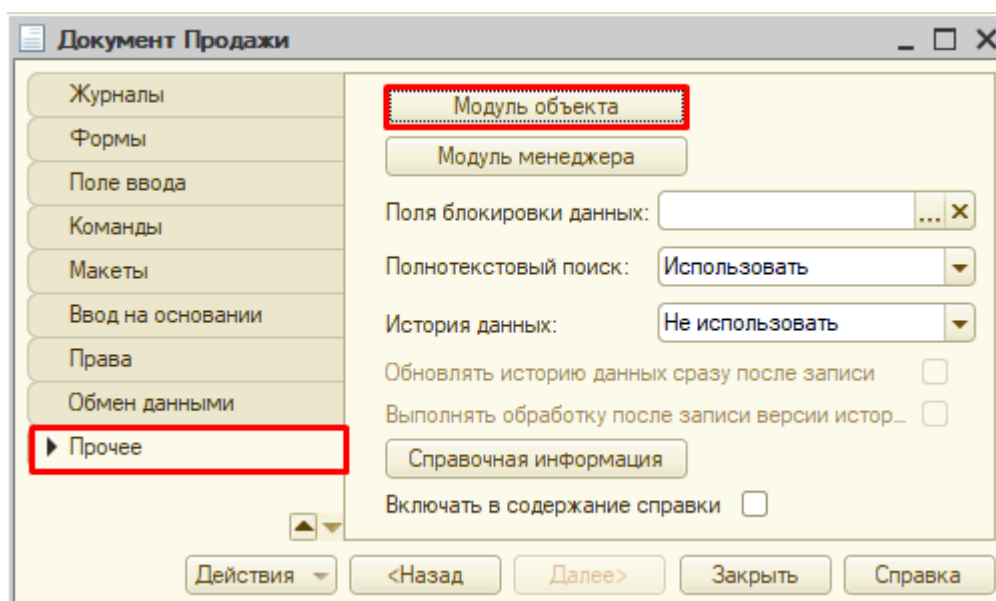 Документ Продажи
Журналы
Формы
Поле ввода
Команды
Макеты
Ввод на основании
Права
Обмен данными
Прочее
Модуль объекта
Модуль менеджера
Поля блокировки данных:
Полнотекстовый поиск: Использовать
История данных: Не использовать
Обновлять историю данных сразу после записи
Выполнять обработку после записи версии истор...
Справочная информация
Включать в содержание справки
Действия <Назад Далее> Закрыть Справка